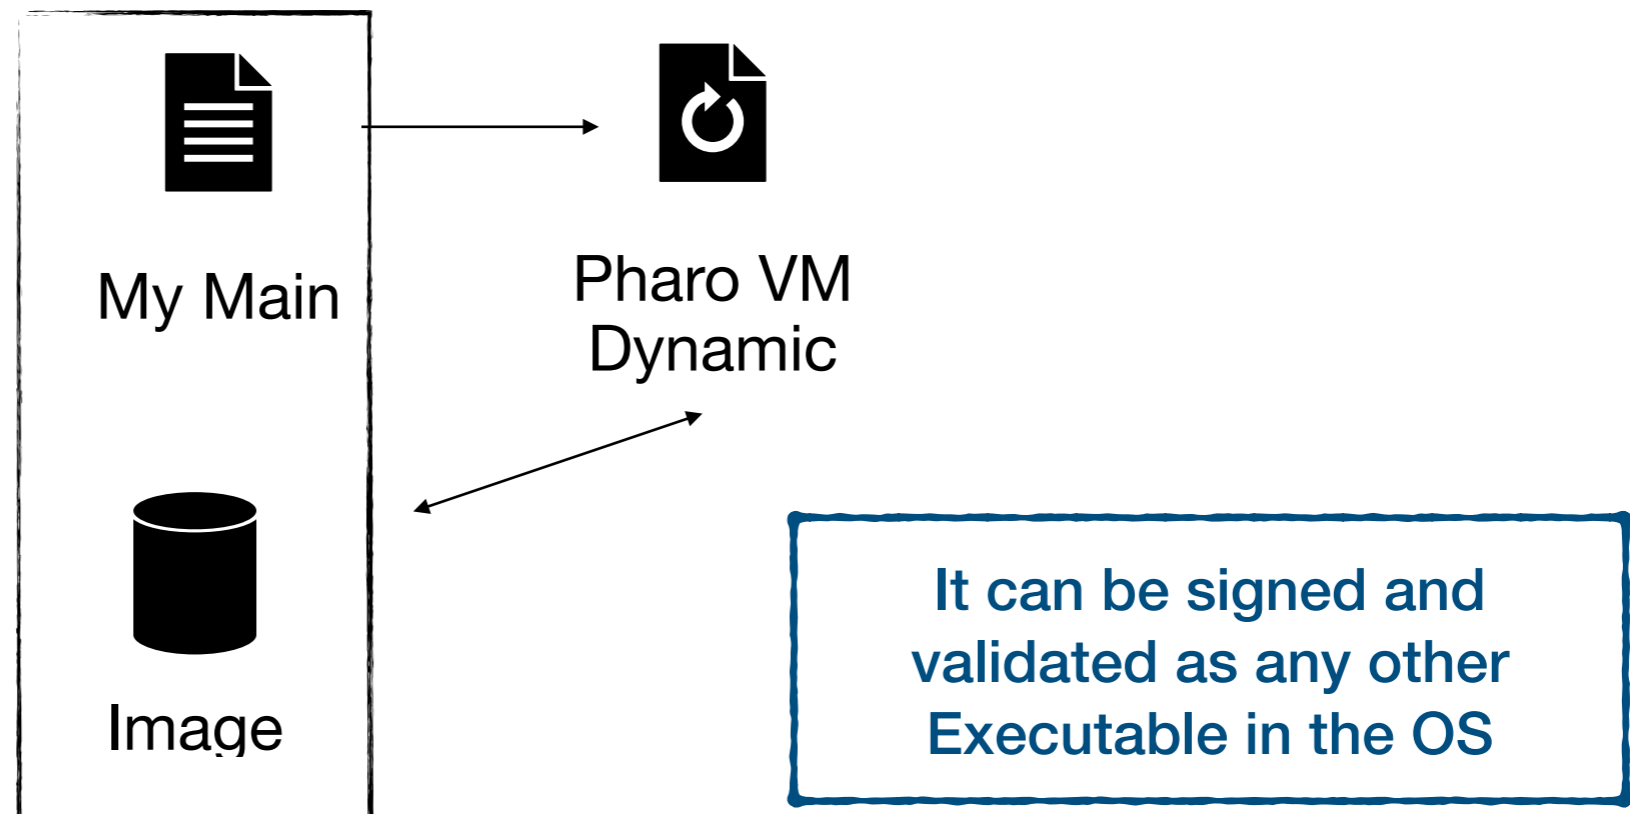 My Main
Pharo VM
Dynamic
Image
It can be signed and
validated as any other
Executable in the OS